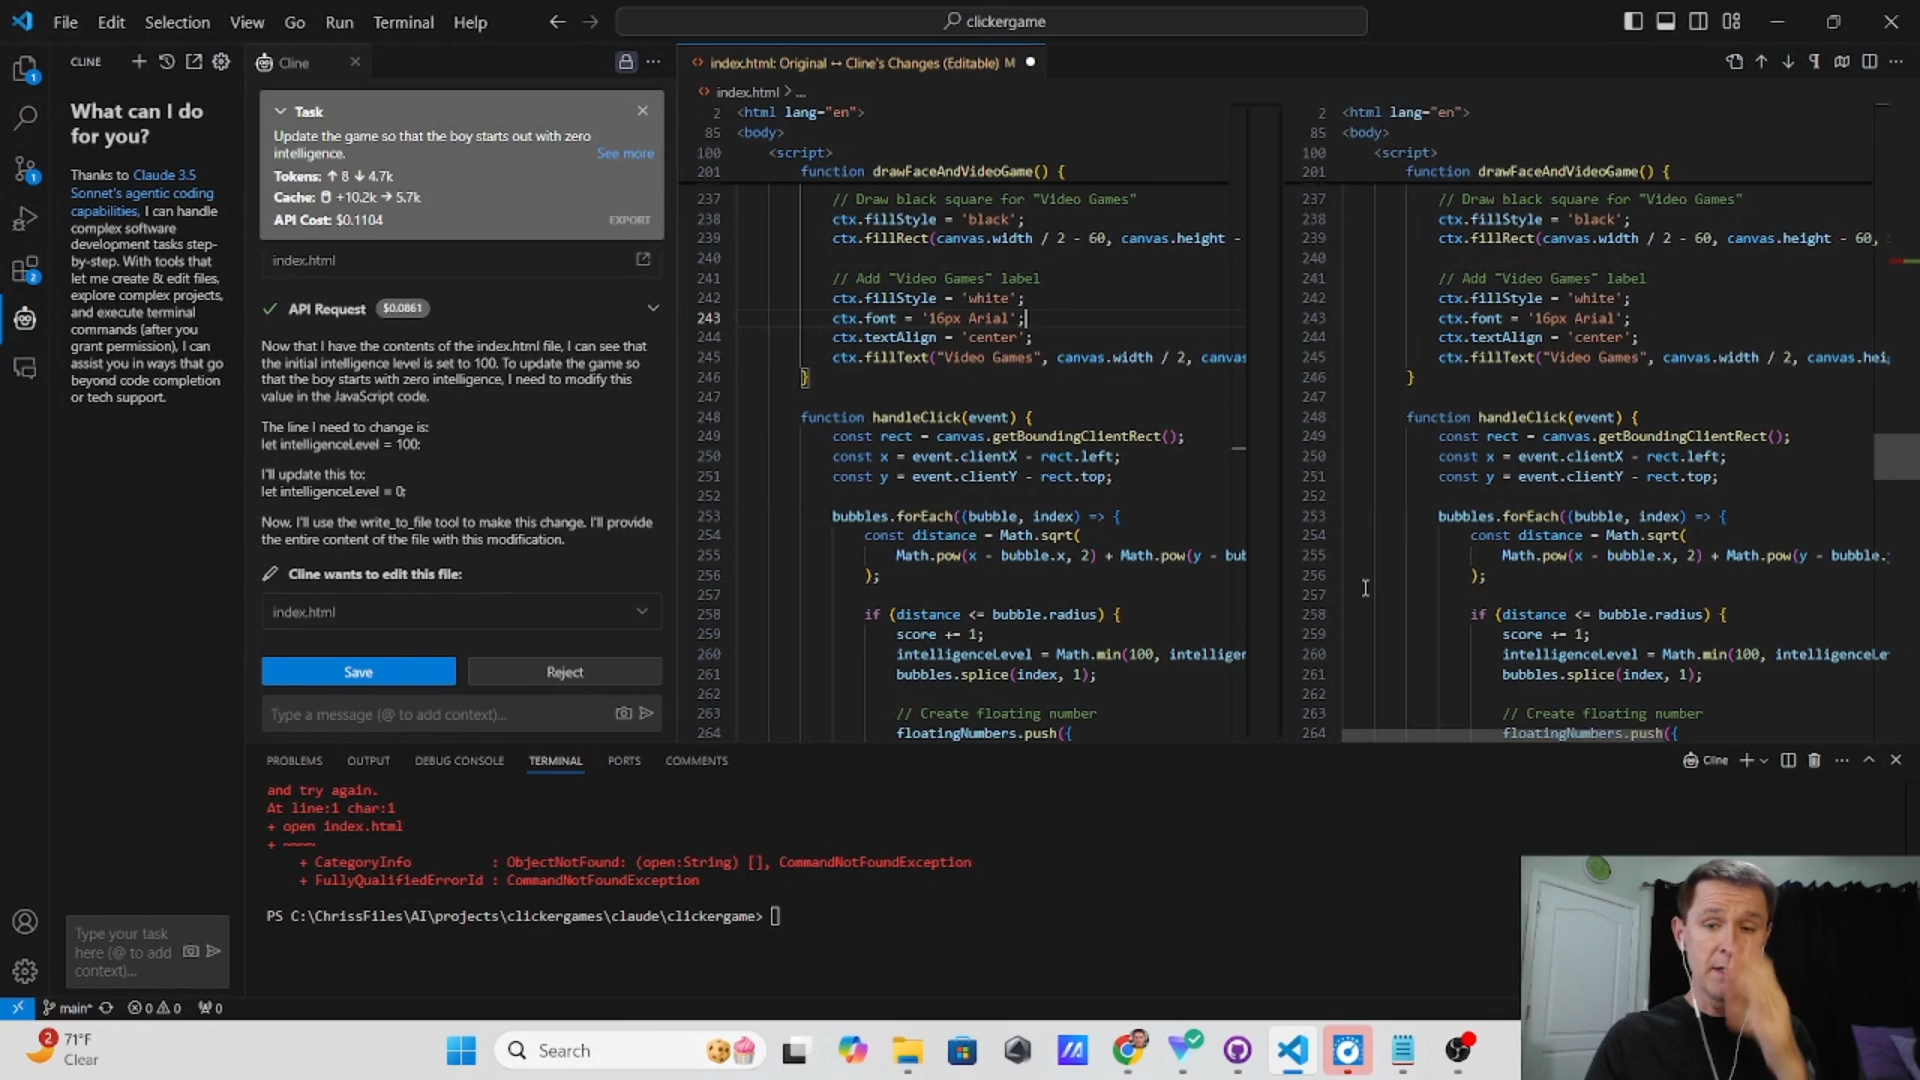 File Edit Selection View Go Run Terminal Help
clickergame
CLINE
Cline
What can I do
for you?
Thanks to Claude 3.5
Sonnet's agentic coding
capabilities, I can handle
complex software
development tasks step-
by-step. With tools that
let me create & edit files,
explore complex projects,
and execute terminal
commands (after you
grant permission), I can
assist you in ways that go
beyond code completion
or tech support.
Type your task
here (@ to add
context)...
Task
Update the game so that the boy starts out with zero
intelligence. See more
Tokens: ↑ 8 ↓ 4.7k
Cache: +10.2k → 5.7k
API Cost: $0.1104 EXPORT
index.html
API Request $0.0861
Now that I have the contents of the index.html file, I can see that
the initial intelligence level is set to 100. To update the game so
that the boy starts with zero intelligence, I need to modify this
value in the JavaScript code.
The line I need to change is:
let intelligenceLevel = 100;
I'll update this to:
let intelligenceLevel = 0;
Now, I'll use the write_to_file tool to make this change. I'll provide
the entire content of the file with this modification.
Cline wants to edit this file:
index.html
Save Reject
Type a message (@ to add context)...
index.html: Original ↔ Cline's Changes (Editable) M
index.html > ...
2 <html lang="en">
85 <body>
100 <script>
201 function drawFaceAndVideoGame() {
237 // Draw black square for "Video Games"
238 ctx.fillStyle = 'black';
239 ctx.fillRect(canvas.width / 2 - 60, canvas.height -
240
241 // Add "Video Games" label
242 ctx.fillStyle = 'white';
243 ctx.font = '16px Arial';
244 ctx.textAlign = 'center';
245 ctx.fillText("Video Games", canvas.width / 2, canvas
246 }
247
248 function handleClick(event) {
249 const rect = canvas.getBoundingClientRect();
250 const x = event.clientX - rect.left;
251 const y = event.clientY - rect.top;
252
253 bubbles.forEach((bubble, index) => {
254 const distance = Math.sqrt(
255 Math.pow(x - bubble.x, 2) + Math.pow(y - bub
256 );
257
258 if (distance <= bubble.radius) {
259 score += 1;
260 intelligenceLevel = Math.min(100, intelligen
261 bubbles.splice(index, 1);
262
263 // Create floating number
264 floatingNumbers.push({
2 <html lang="en">
85 <body>
100 <script>
201 function drawFaceAndVideoGame() {
237 // Draw black square for "Video Games"
238 ctx.fillStyle = 'black';
239 ctx.fillRect(canvas.width / 2 - 60, canvas.height - 60,
240
241 // Add "Video Games" label
242 ctx.fillStyle = 'white';
243 ctx.font = '16px Arial';
244 ctx.textAlign = 'center';
245 ctx.fillText("Video Games", canvas.width / 2, canvas.hei
246 }
247
248 function handleClick(event) {
249 const rect = canvas.getBoundingClientRect();
250 const x = event.clientX - rect.left;
251 const y = event.clientY - rect.top;
252
253 bubbles.forEach((bubble, index) => {
254 const distance = Math.sqrt(
255 Math.pow(x - bubble.x, 2) + Math.pow(y - bubble.
256 );
257
258 if (distance <= bubble.radius) {
259 score += 1;
260 intelligenceLevel = Math.min(100, intelligenceLe
261 bubbles.splice(index, 1);
262
263 // Create floating number
264 floatingNumbers.push({
PROBLEMS OUTPUT DEBUG CONSOLE TERMINAL PORTS COMMENTS
Cline
and try again.
At line:1 char:1
+ open index.html
+ ~~~~
+ CategoryInfo : ObjectNotFound: (open:String) [], CommandNotFoundException
+ FullyQualifiedErrorId : CommandNotFoundException
PS C:\ChrissFiles\AI\projects\clickergames\claude\clickergame>
main* 0 0 0
2
71°F
Clear
Search